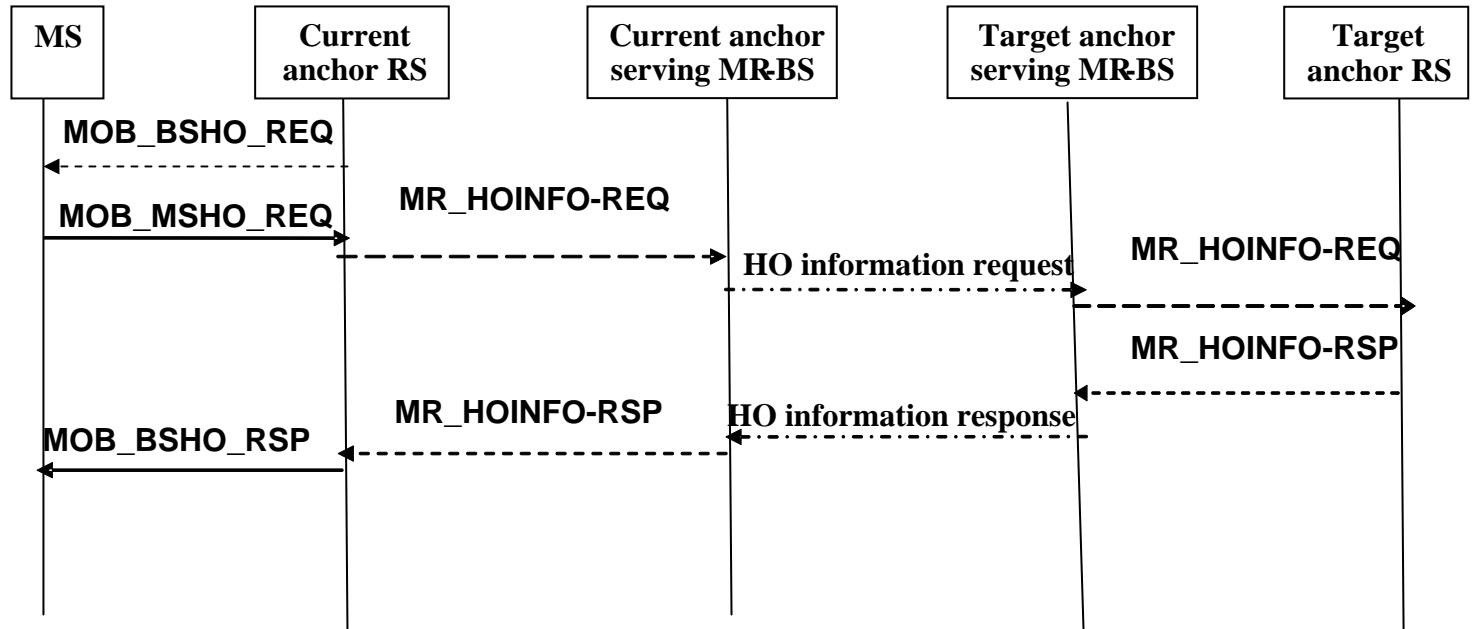 MS
Current
anchor RS
Current anchor
serving MR-BS
Target anchor
serving MR-BS
Target
anchor RS
MOB_BSHO_REQ
MOB_MSHO_REQ
MR_HOINFO-REQ
HO information request
MR_HOINFO-REQ
MR_HOINFO-RSP
MR_HOINFO-RSP
HO information response
MOB_BSHO_RSP